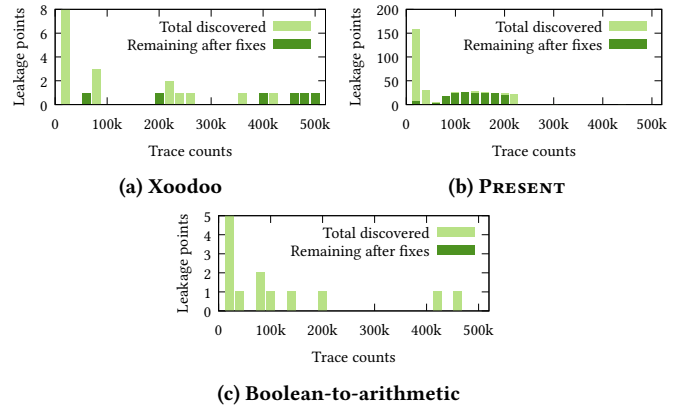 Leakage points
8
6
4
2
0
Total discovered
Remaining after fixes
0 100k 200k 300k 400k 500k
Trace counts
(a) Xoodoo
Leakage points
200
150
100
50
0
Total discovered
Remaining after fixes
0 100k 200k 300k 400k 500k
Trace counts
(b) PRESENT
Leakage points
5
4
3
2
1
0
Total discovered
Remaining after fixes
0 100k 200k 300k 400k 500k
Trace counts
(c) Boolean-to-arithmetic